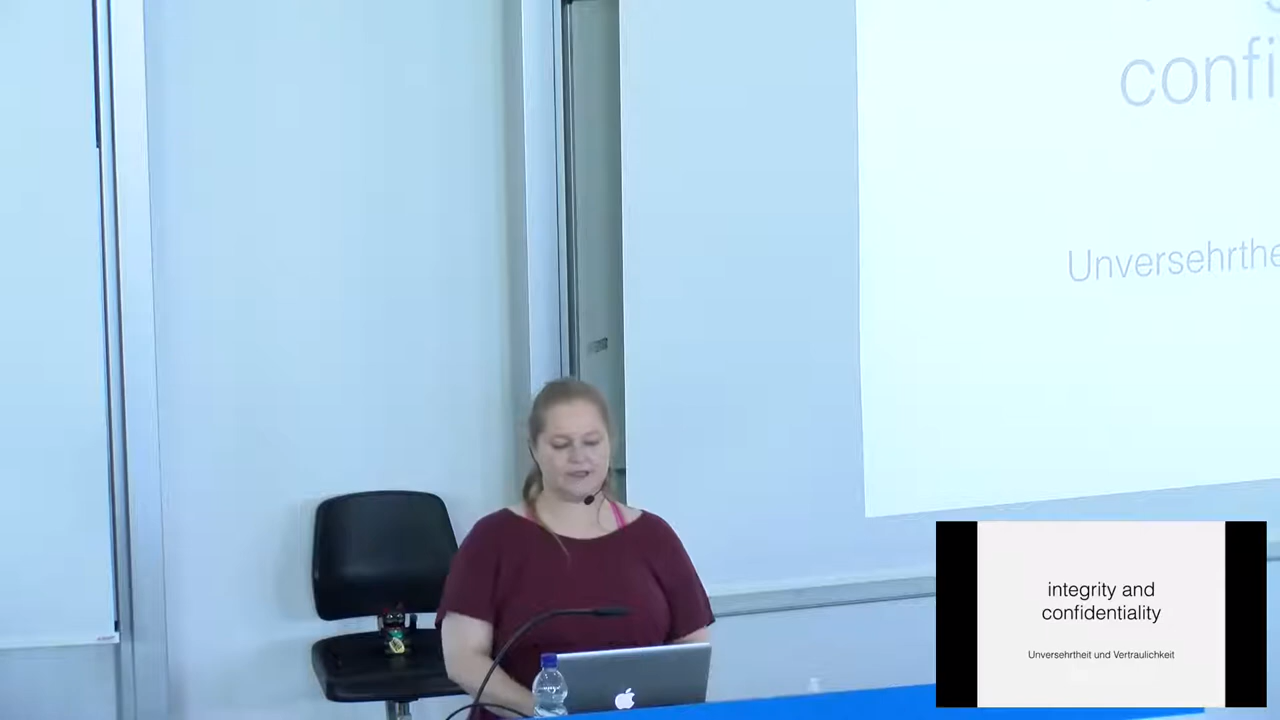 confi
Unversehrthe
integrity and
confidentiality
Unversehrtheit und Vertraulichkeit